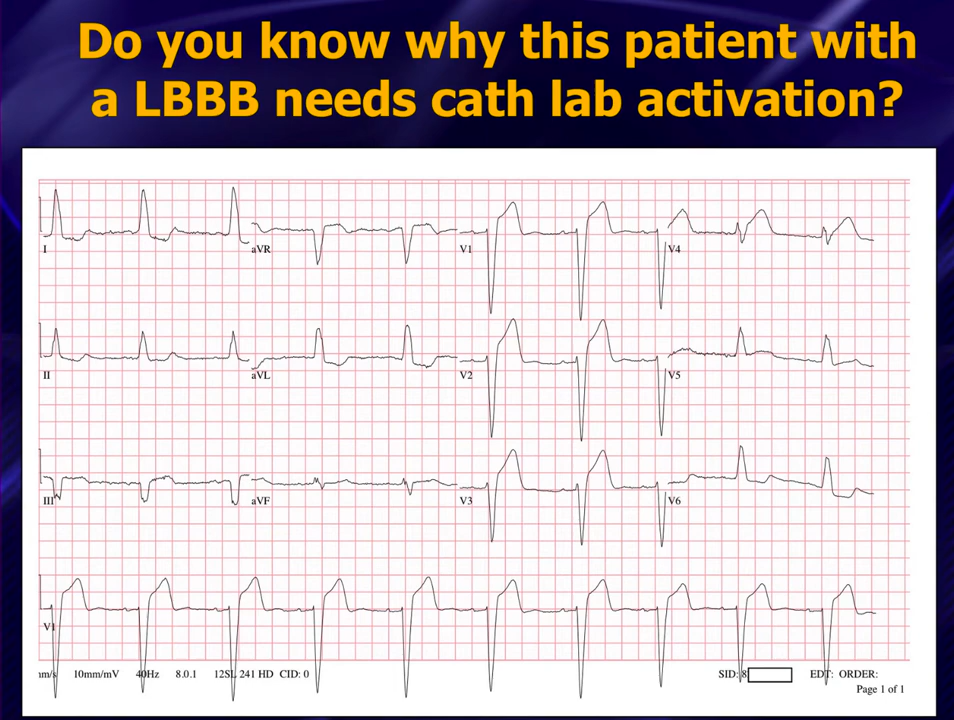 Do you know why this patient with
a LBBB needs cath lab activation?
I aVR V1 V4
II aVL V2 V5
III aVF V3 V6
V1
10mm/mV 40Hz 8.0.1 12SL 241 HD CID: 0 SID: EDT: ORDER:
Page 1 of 1